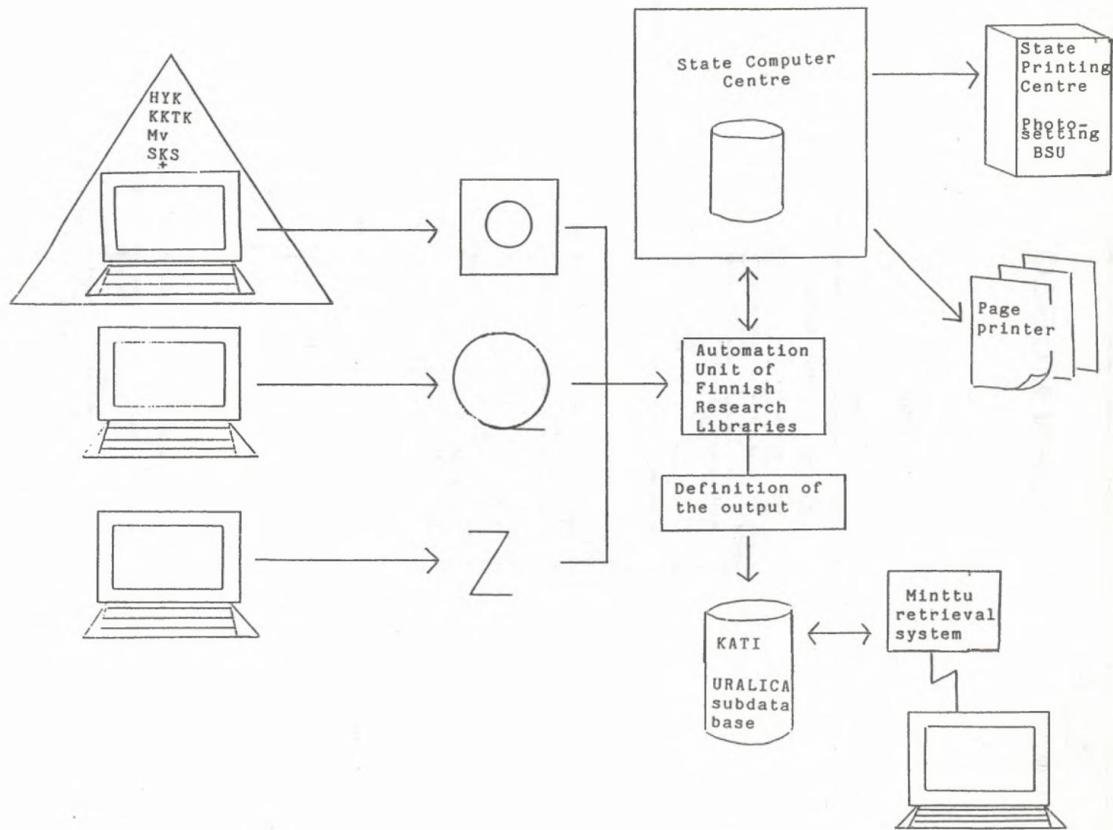 HYK
KKTK
Mv
SKS
+
State Computer
Centre
State
Printing
Centre
Photo-
setting
BSU
Page
printer
Automation
Unit of
Finnish
Research
Libraries
Definition of
the output
KATI
URALICA
subdata
base
Minttu
retrieval
system